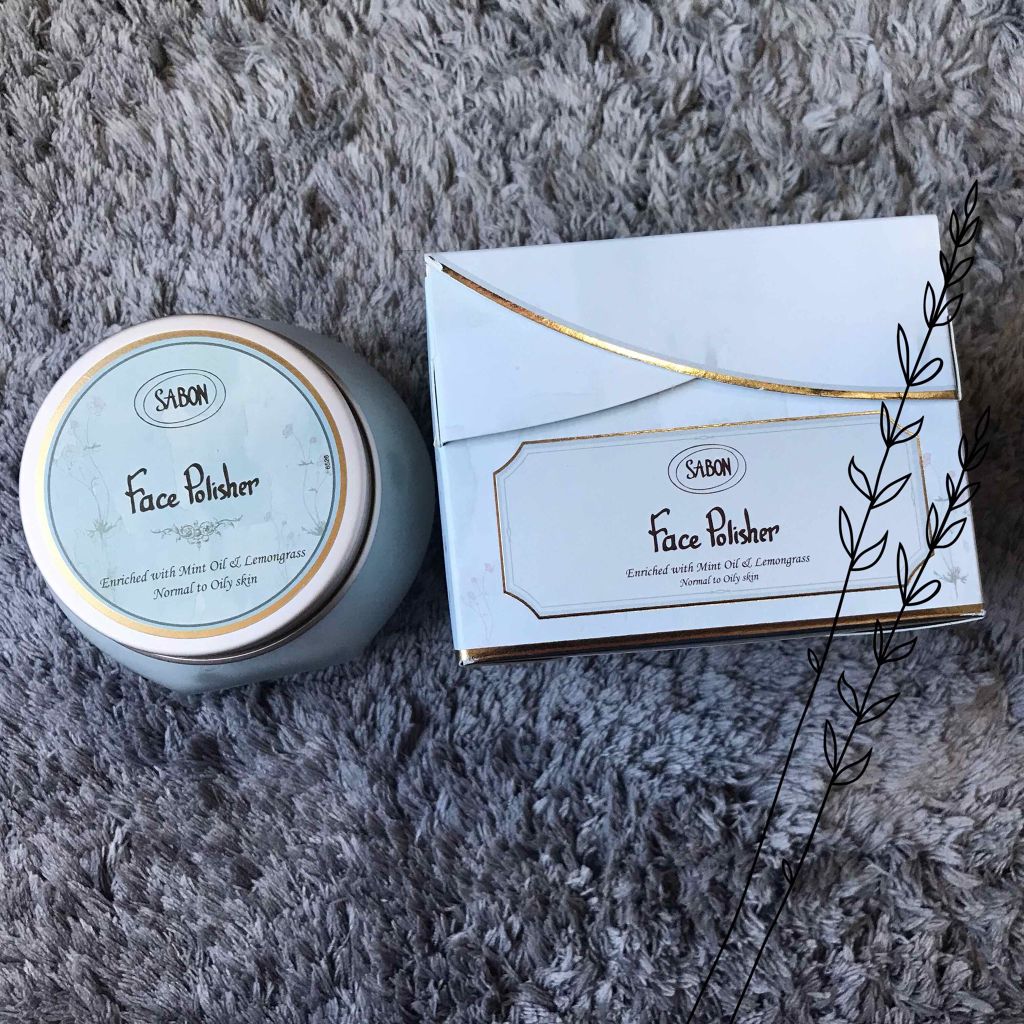 SABON
Face Polisher
Enriched with Mint Oil & Lemongrass
Normal to Oily skin
SABON
Face Polisher
Enriched with Mint Oil & Lemongrass
Normal to Oily skin